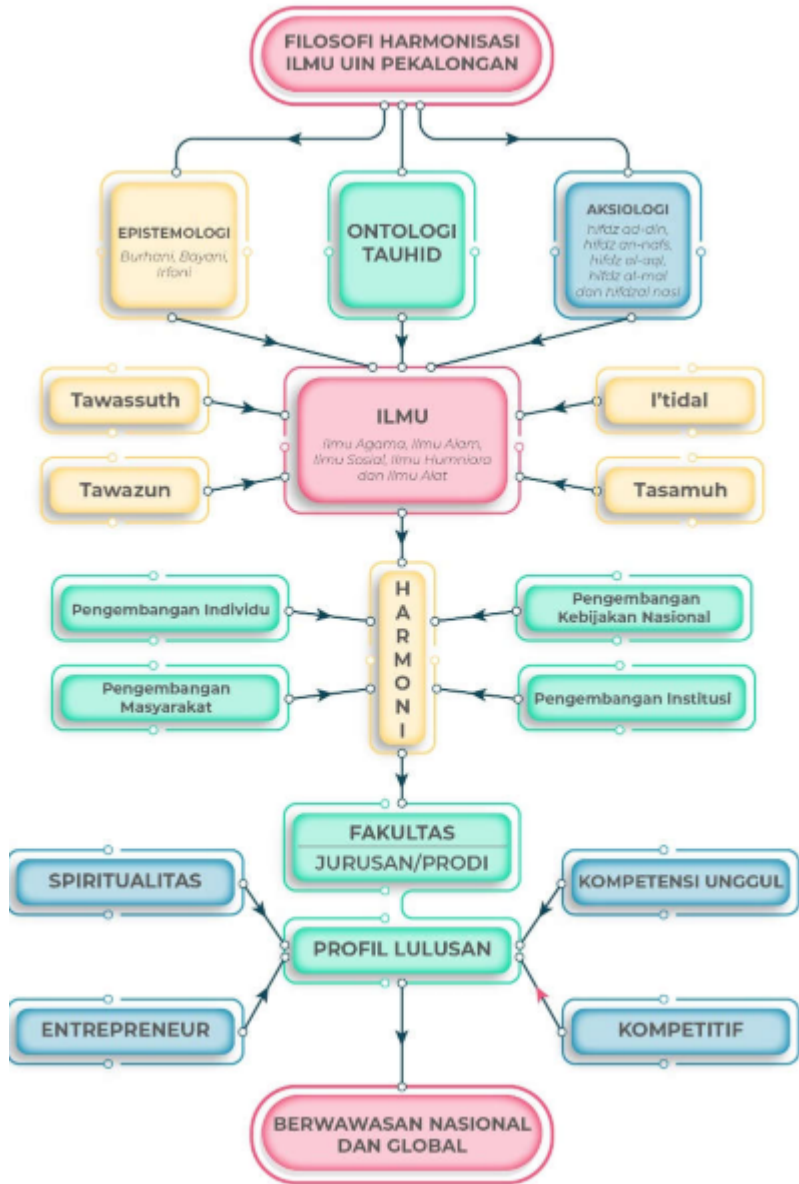 FILOSOFI HARMONISASI
ILMU UIN PEKALONGAN
EPISTEMOLOGI
Burhani, Bayani,
Irfani
ONTOLOGI
TAUHID
AKSIOLOGI
hifdz ad-din,
hifdz an-nafs,
hifdz al-aql,
hifdz al-mal
dan hifdzal nasl
Tawassuth
Tawazun
ILMU
Ilmu Agama, Ilmu Alam,
Ilmu Sosial, Ilmu Humniora
dan Ilmu Alat
I'tidal
Tasamuh
HARMONI
Pengembangan Individu
Pengembangan
Masyarakat
Pengembangan
Kebijakan Nasional
Pengembangan Institusi
FAKULTAS
JURUSAN/PRODI
SPIRITUALITAS
KOMPETENSI UNGGUL
PROFIL LULUSAN
ENTREPRENEUR
KOMPETITIF
BERWAWASAN NASIONAL
DAN GLOBAL